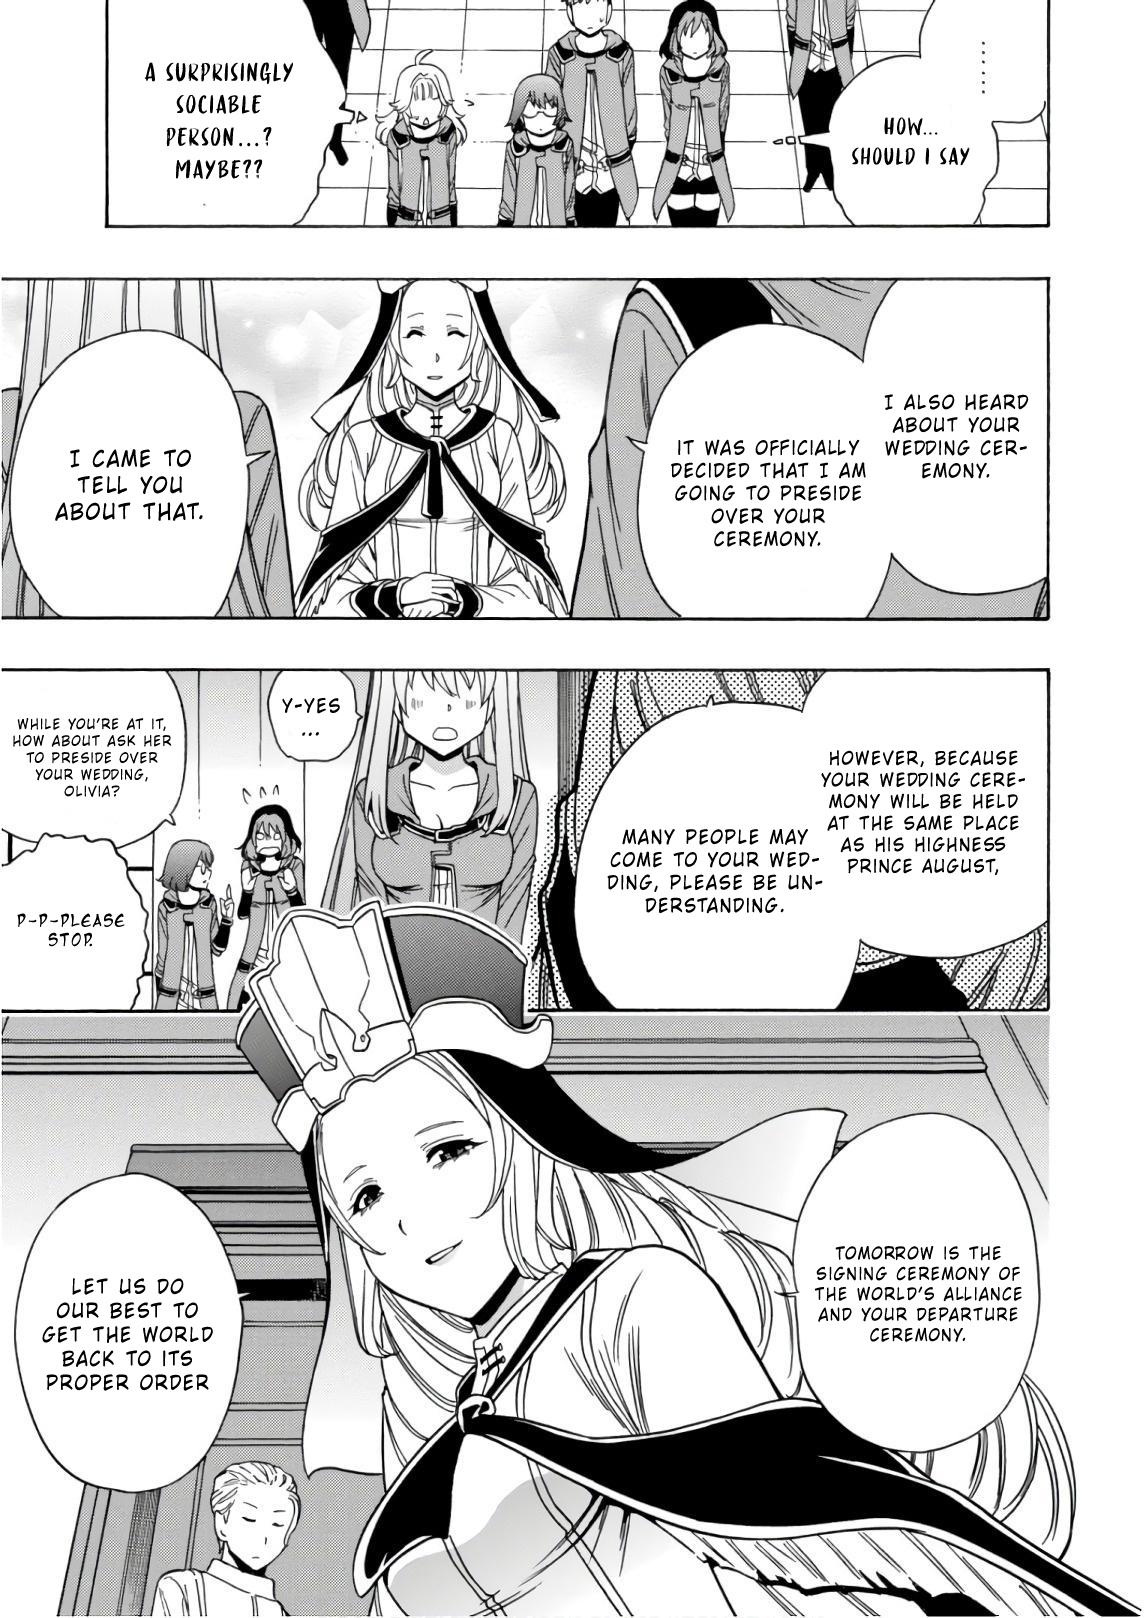 ......
HOW...
SHOULD I SAY
A SURPRISINGLY
SOCIABLE
PERSON...?
MAYBE??
I ALSO HEARD
ABOUT YOUR
WEDDING CER-
EMONY.
IT WAS OFFICIALLY
DECIDED THAT I AM
GOING TO PRESIDE
OVER YOUR
CEREMONY.
I CAME TO
TELL YOU
ABOUT THAT.
HOWEVER, BECAUSE
YOUR WEDDING CERE-
MONY WILL BE HELD
AT THE SAME PLACE
AS HIS HIGHNESS
PRINCE AUGUST,
MANY PEOPLE MAY
COME TO YOUR WED-
DING, PLEASE BE UN-
DERSTANDING.
Y-YES
...
WHILE YOU'RE AT IT,
HOW ABOUT ASK HER
TO PRESIDE OVER
YOUR WEDDING,
OLIVIA?
P-P-PLEASE
STOP.
TOMORROW IS THE
SIGNING CEREMONY OF
THE WORLD'S ALLIANCE
AND YOUR DEPARTURE
CEREMONY.
LET US DO
OUR BEST TO
GET THE WORLD
BACK TO ITS
PROPER ORDER